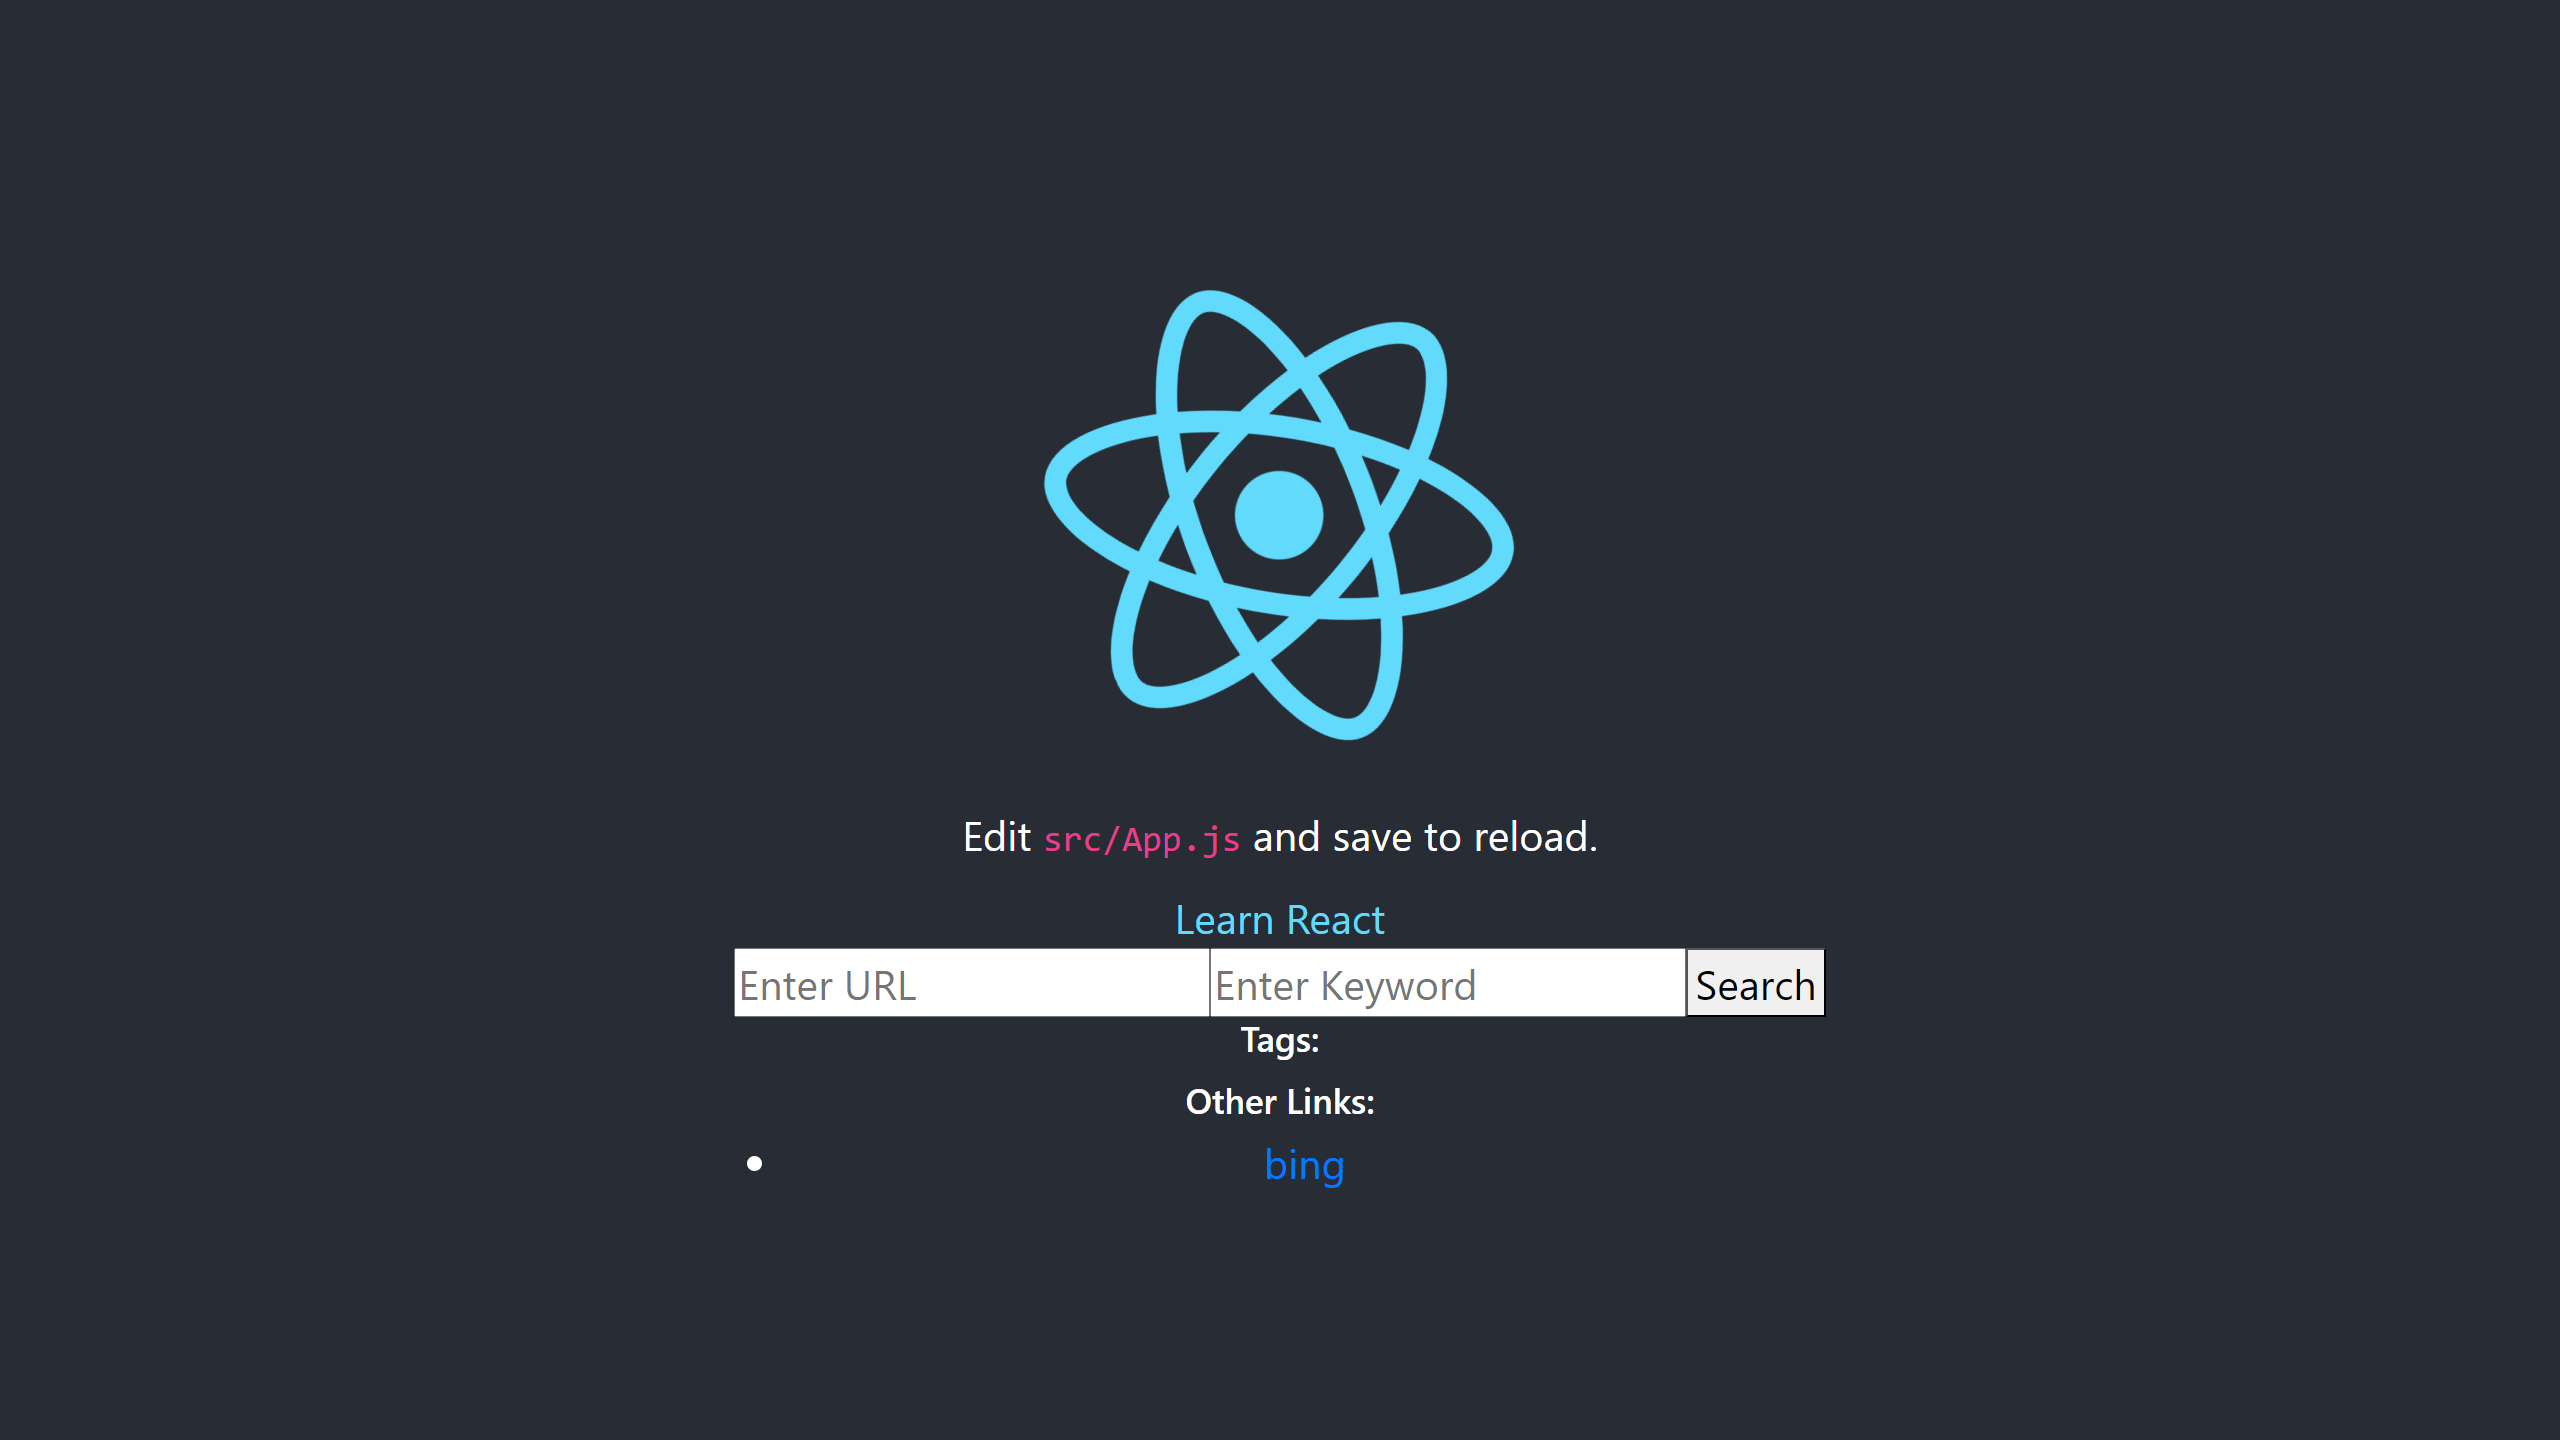 Edit src/App.js and save to reload.
Learn React
Enter URL Enter Keyword Search
Tags:
Other Links:
bing